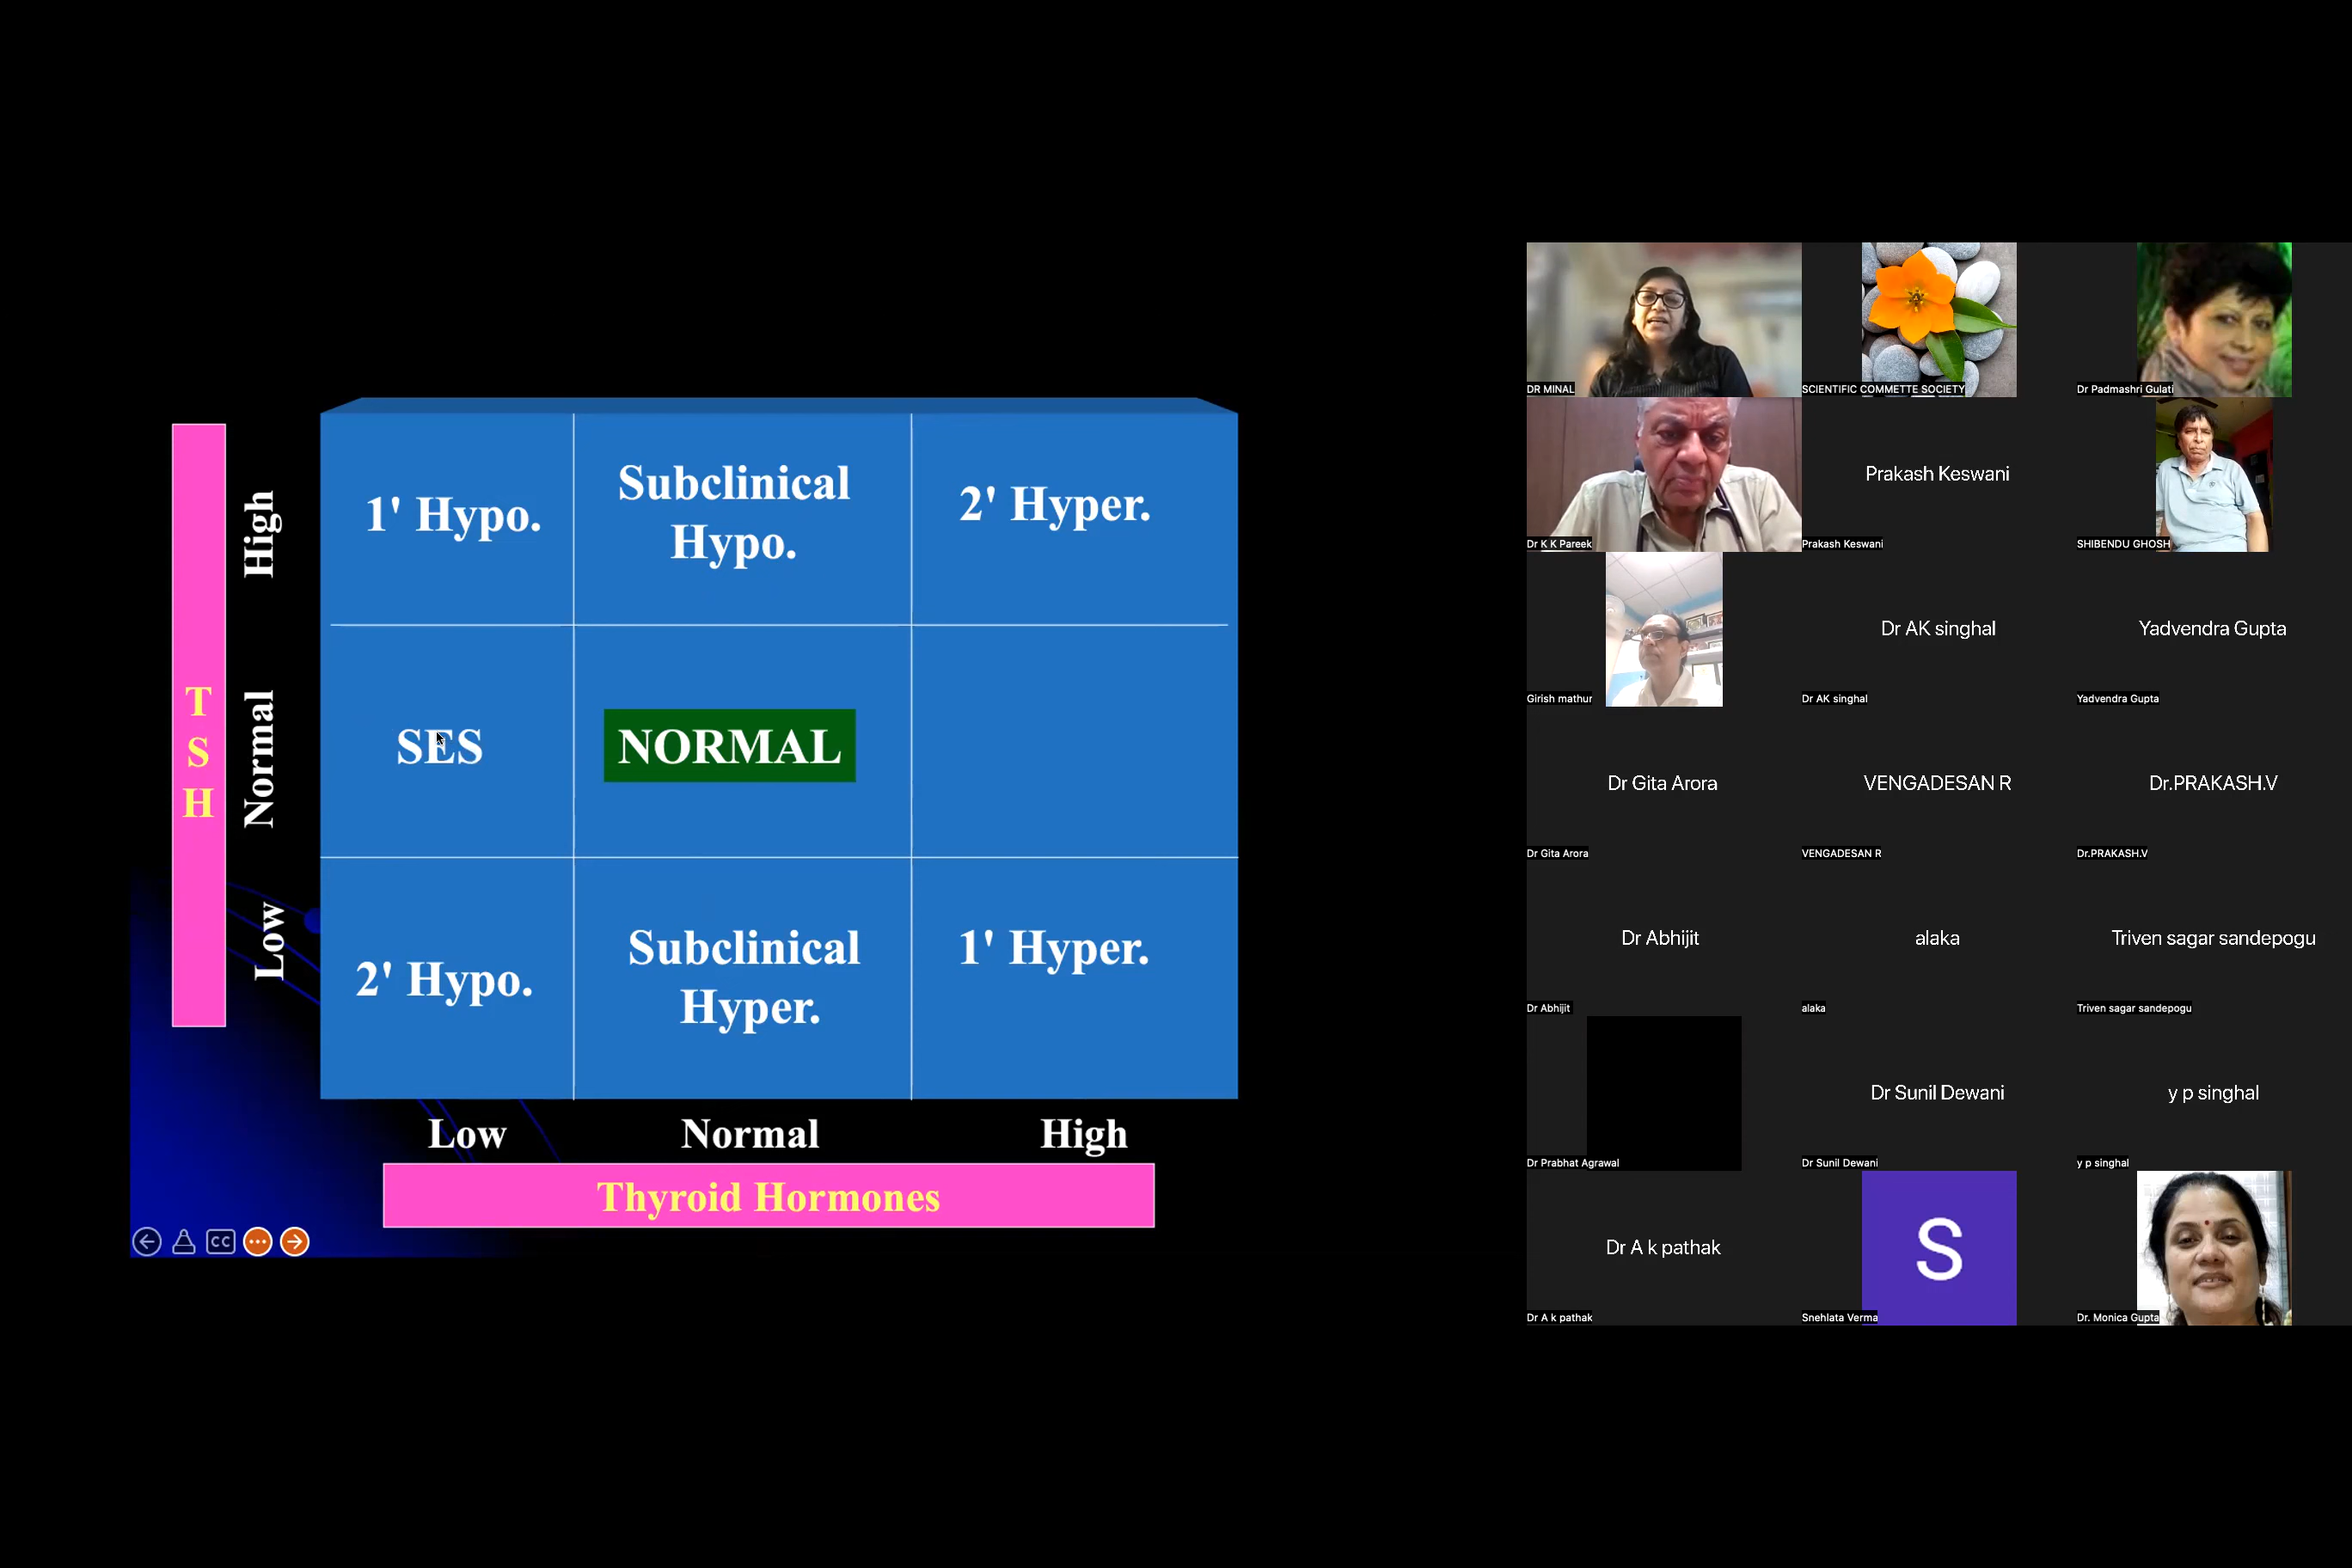 T
S
H
High
Normal
Low
1' Hypo.
Subclinical
Hypo.
2' Hyper.
SES
NORMAL
2' Hypo.
Subclinical
Hyper.
1' Hyper.
Low
Normal
High
Thyroid Hormones
CC
DR MINAL
SCIENTIFIC COMMETTE SOCIETY
Dr Padmashri Gulati
Dr K K Pareek
Prakash Keswani
Prakash Keswani
SHIBENDU GHOSH
Girish mathur
Dr AK singhal
Dr AK singhal
Yadvendra Gupta
Yadvendra Gupta
Dr Gita Arora
Dr Gita Arora
VENGADESAN R
VENGADESAN R
Dr.PRAKASH.V
Dr.PRAKASH.V
Dr Abhijit
Dr Abhijit
alaka
alaka
Triven sagar sandepogu
Triven sagar sandepogu
Dr Prabhat Agrawal
Dr Sunil Dewani
Dr Sunil Dewani
y p singhal
y p singhal
Dr A k pathak
Dr A k pathak
S
Snehlata Verma
Dr. Monica Gupta